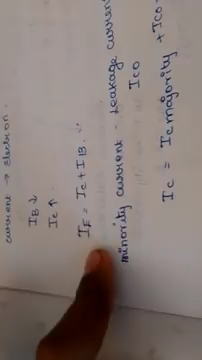 current → electron.
IB ↓
Ic ↑.
IE = Ic + IB.
minority current - Leakage current
Ico
Ic = Ic majority + Ico